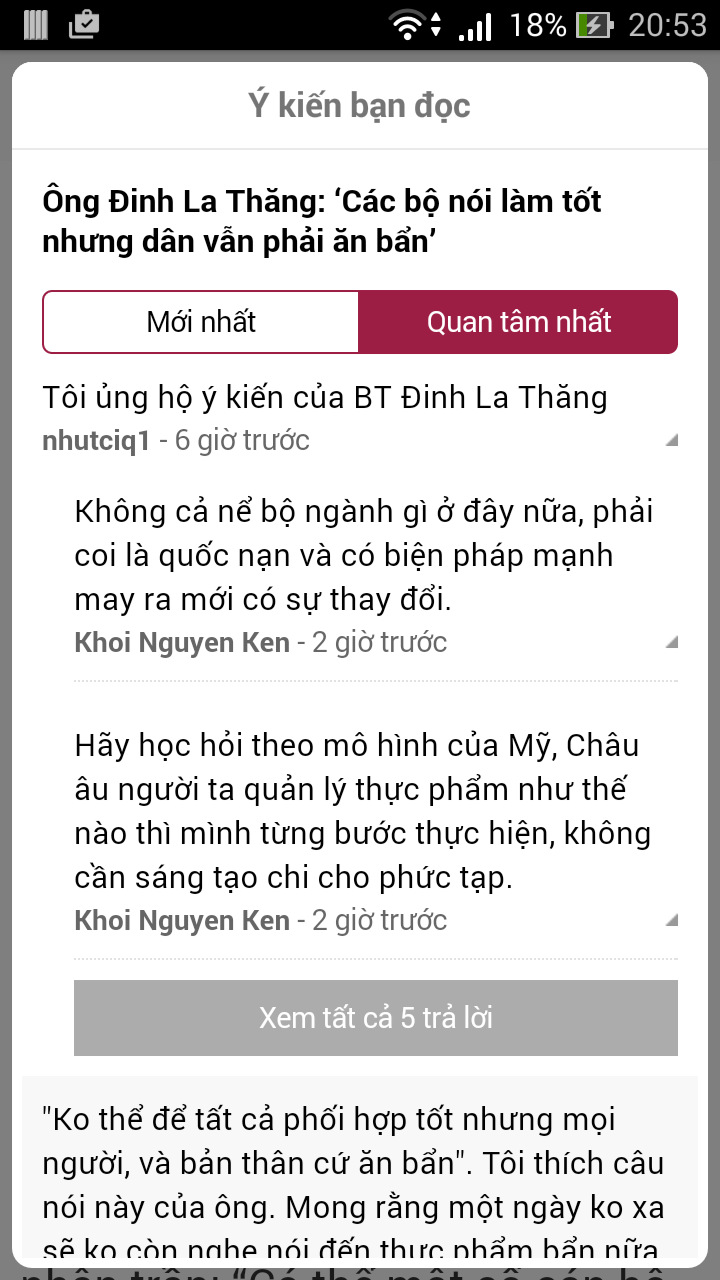 18% 20:53
Ý kiến bạn đọc
Ông Đinh La Thăng: ‘Các bộ nói làm tốt
nhưng dân vẫn phải ăn bẩn’
Mới nhất Quan tâm nhất
Tôi ủng hộ ý kiến của BT Đinh La Thăng
nhutciq1 - 6 giờ trước
Không cả nể bộ ngành gì ở đây nữa, phải
coi là quốc nạn và có biện pháp mạnh
may ra mới có sự thay đổi.
Khoi Nguyen Ken - 2 giờ trước
Hãy học hỏi theo mô hình của Mỹ, Châu
âu người ta quản lý thực phẩm như thế
nào thì mình từng bước thực hiện, không
cần sáng tạo chi cho phức tạp.
Khoi Nguyen Ken - 2 giờ trước
Xem tất cả 5 trả lời
"Ko thể để tất cả phối hợp tốt nhưng mọi
người, và bản thân cứ ăn bẩn". Tôi thích câu
nói này của ông. Mong rằng một ngày ko xa
sẽ ko còn nghe nói đến thực phẩm bẩn nữa